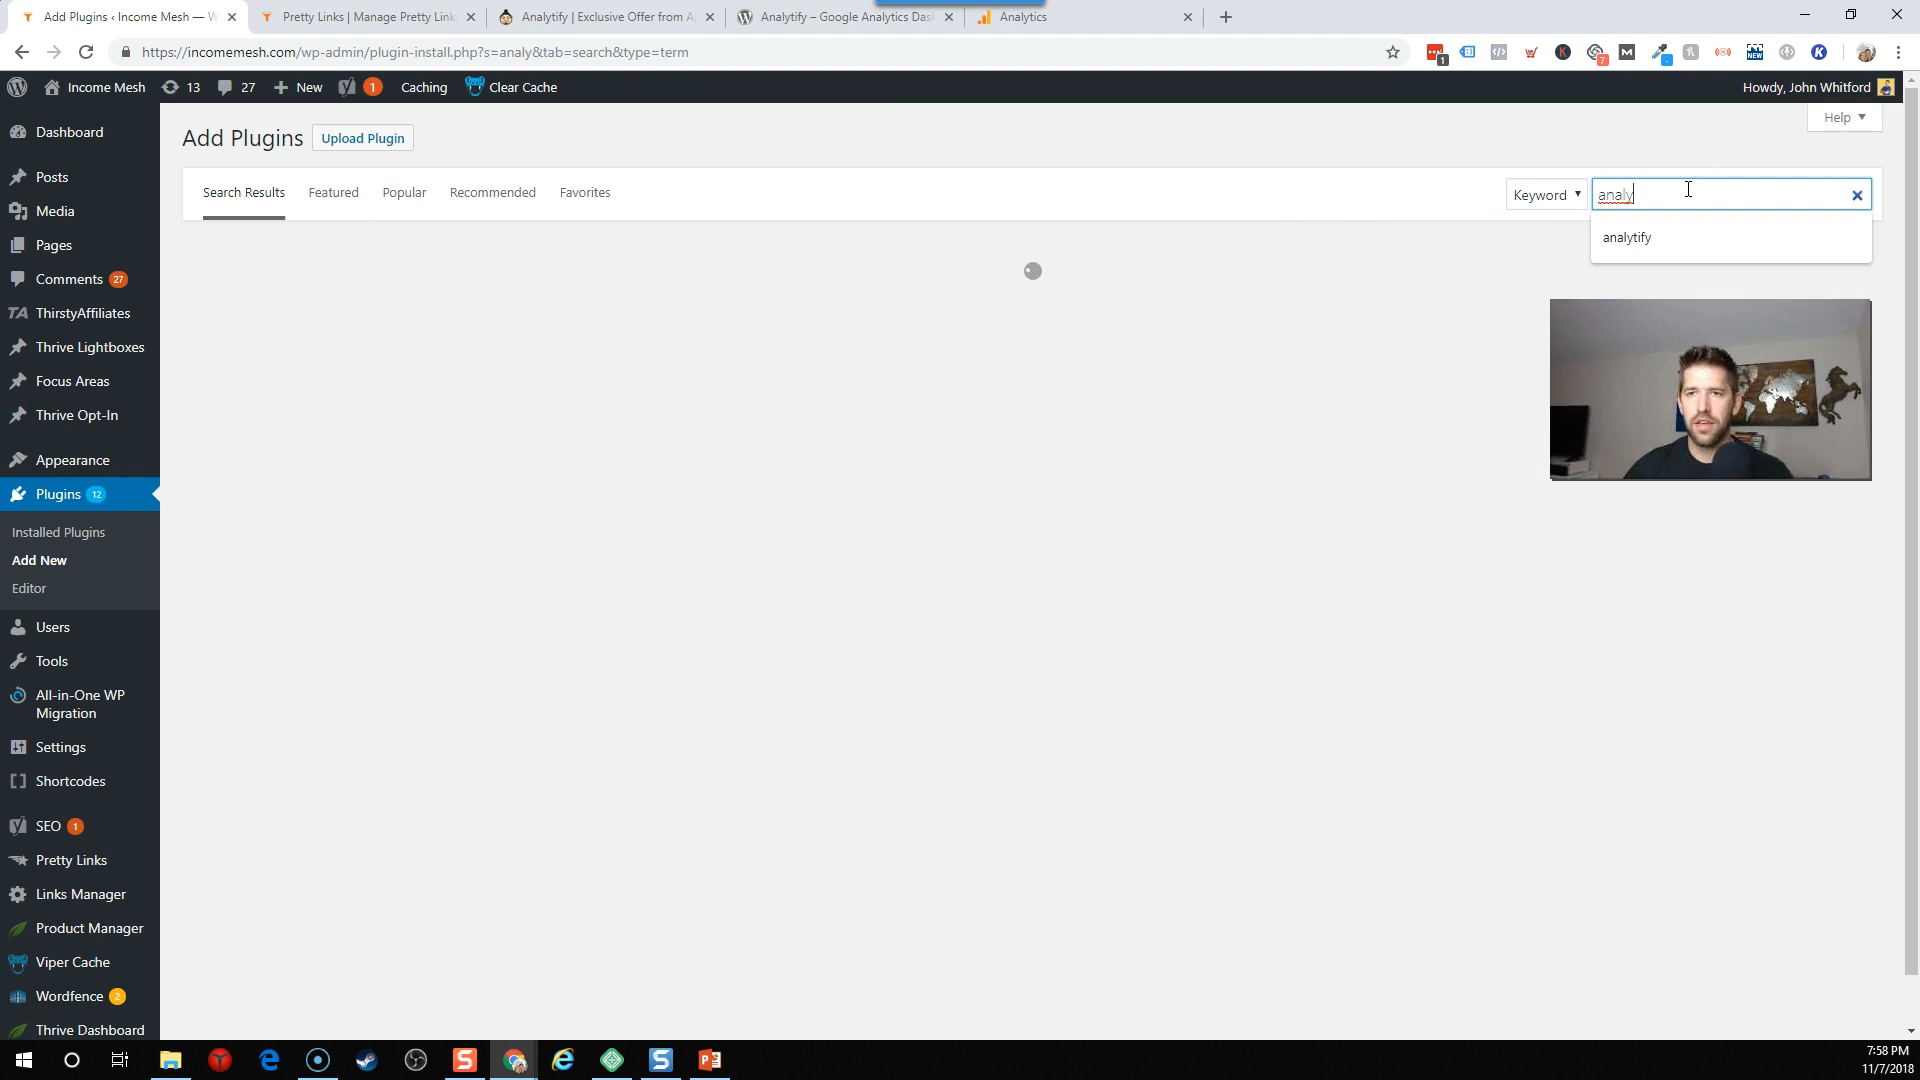 Add Plugins ‹ Income Mesh — W
Pretty Links | Manage Pretty Link
Analytify | Exclusive Offer from A
Analytify – Google Analytics Das
Analytics
https://incomemesh.com/wp-admin/plugin-install.php?s=analy&tab=search&type=term
Income Mesh
13
27
New
1
Caching
Clear Cache
Howdy, John Whitford
Dashboard
Posts
Media
Pages
Comments 27
ThirstyAffiliates
Thrive Lightboxes
Focus Areas
Thrive Opt-In
Appearance
Plugins 12
Installed Plugins
Add New
Editor
Users
Tools
All-in-One WP
Migration
Settings
Shortcodes
SEO 1
Pretty Links
Links Manager
Product Manager
Viper Cache
Wordfence 2
Thrive Dashboard
Help
Add Plugins
Upload Plugin
Search Results
Featured
Popular
Recommended
Favorites
Keyword
analy
analytify
7:58 PM
11/7/2018